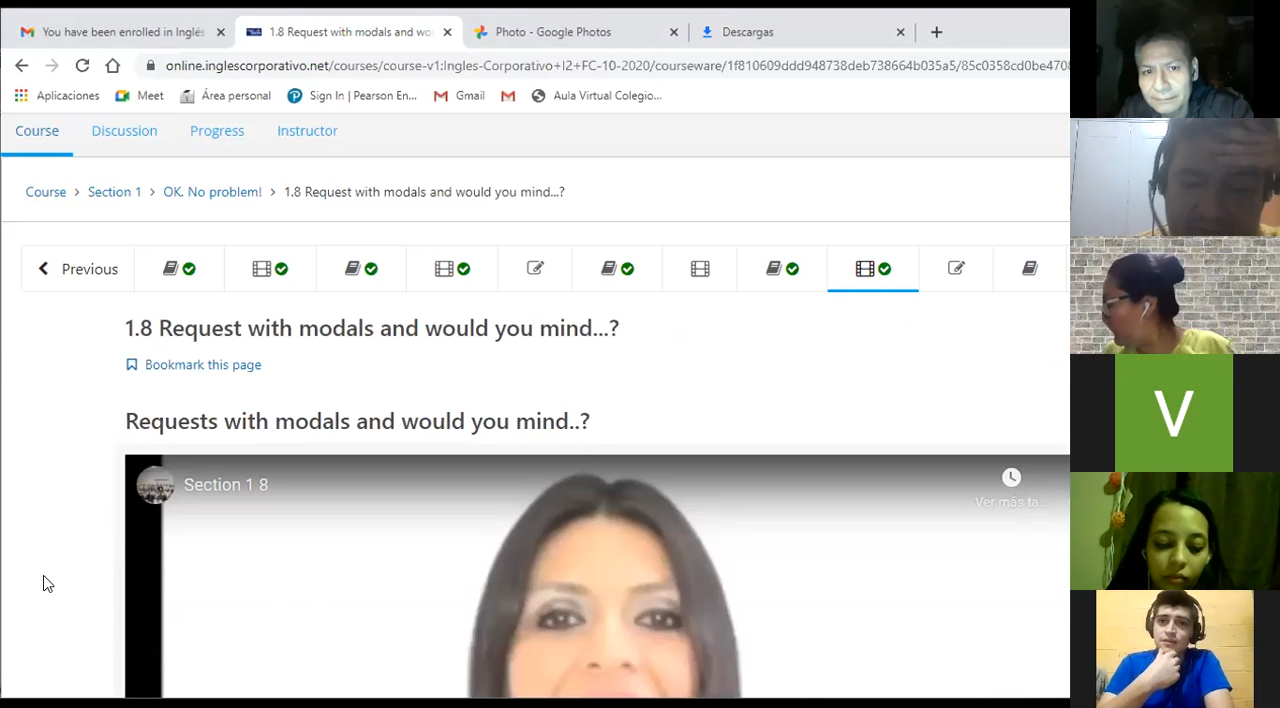 You have been enrolled in Inglés
1.8 Request with modals and wo
Photo - Google Photos
Descargas
online.inglescorporativo.net/courses/course-v1:Ingles-Corporativo+I2+FC-10-2020/courseware/1f810609ddd948738deb738664b035a5/85c0358cd0be4708
Aplicaciones
Meet
Área personal
Sign In | Pearson En...
Gmail
Aula Virtual Colegio...
Course
Discussion
Progress
Instructor
Course > Section 1 > OK. No problem! > 1.8 Request with modals and would you mind...?
Previous
1.8 Request with modals and would you mind...?
Bookmark this page
Requests with modals and would you mind..?
Section 1 8
Ver más ta...
V